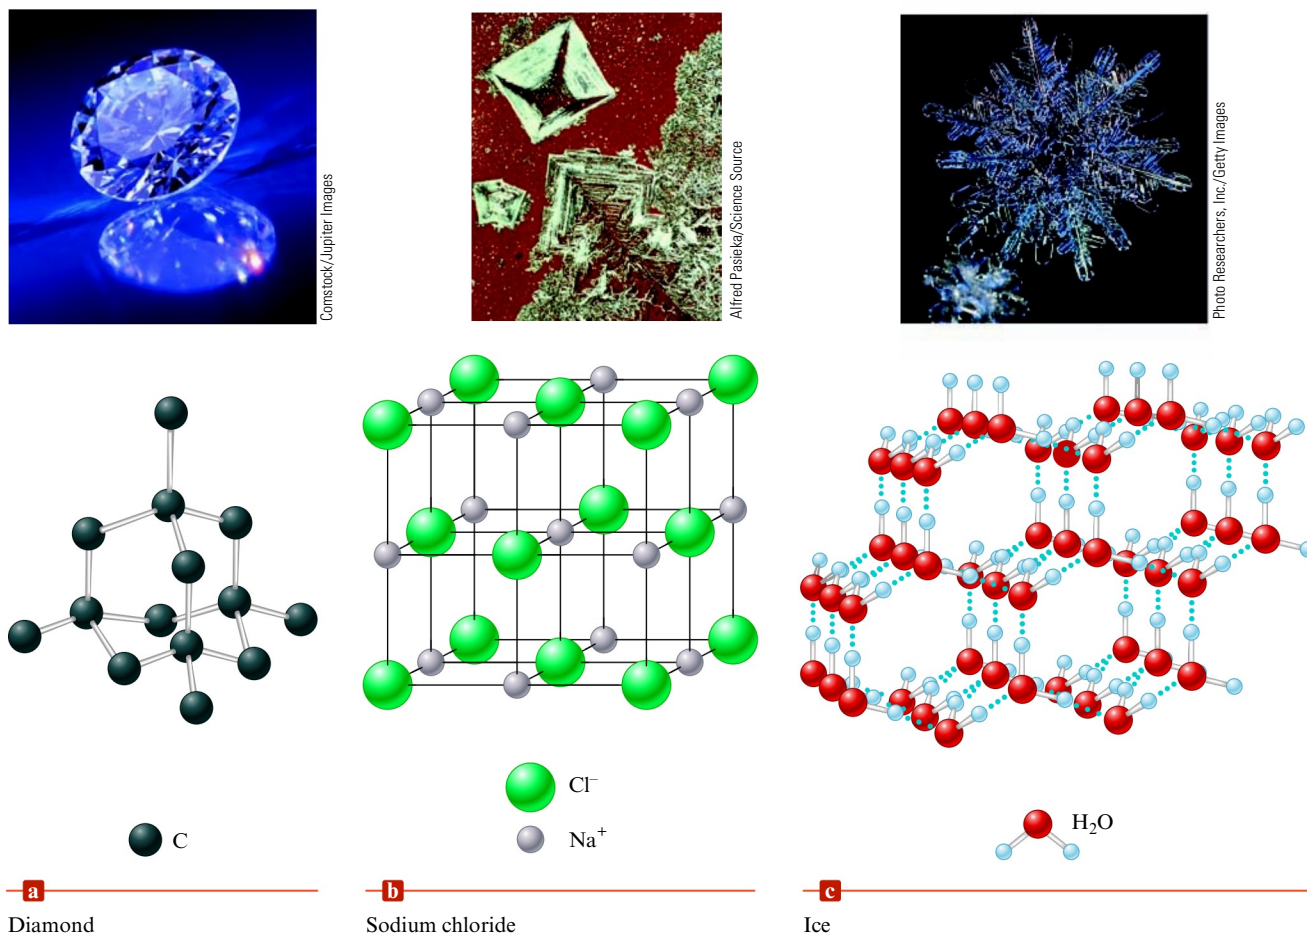 Comstock/Jupiter Images
Alfred Pasieka/Science Source
Photo Researchers, Inc./Getty Images
C
Cl⁻
Na⁺
H₂O
a
Diamond
b
Sodium chloride
c
Ice